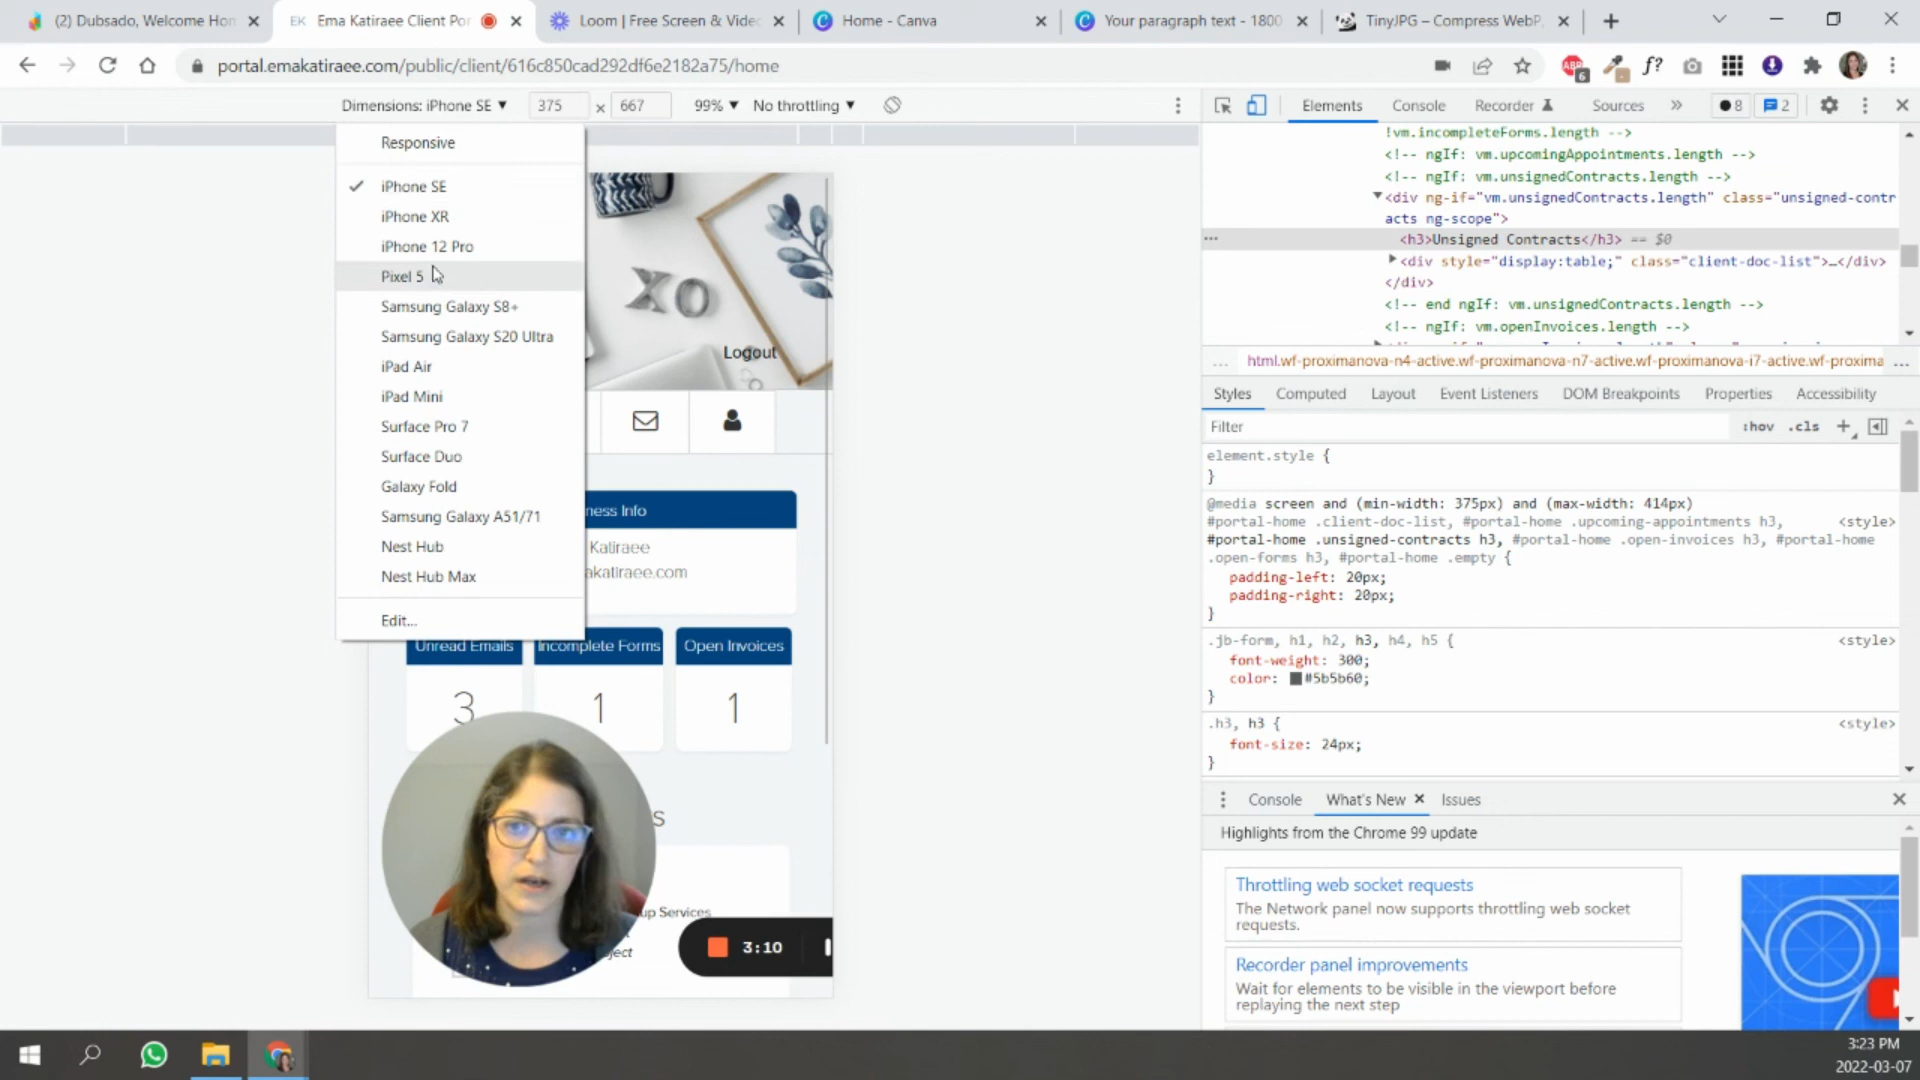 (2) Dubsado, Welcome Hon
EK Ema Katiraee Client Por
Loom | Free Screen & Video
Home - Canva
Your paragraph text - 1800
TinyJPG – Compress WebP,
portal.emakatiraee.com/public/client/616c850cad292df6e2182a75/home
ABP 6
f?
Dimensions: iPhone SE ▼ 375 × 667 99% ▼ No throttling ▼
Elements Console Recorder Sources » 8 2
Responsive
iPhone SE
iPhone XR
iPhone 12 Pro
Pixel 5
Samsung Galaxy S8+
Samsung Galaxy S20 Ultra
iPad Air
iPad Mini
Surface Pro 7
Surface Duo
Galaxy Fold
Samsung Galaxy A51/71
Nest Hub
Nest Hub Max
Edit...
XO
Logout
ness Info
Katiraee
akatiraee.com
Unread Emails Incomplete Forms Open Invoices
3 1 1
s
up Services
ject
3:10
!vm.incompleteForms.length -->
<!-- ngIf: vm.upcomingAppointments.length -->
<!-- ngIf: vm.unsignedContracts.length -->
▼<div ng-if="vm.unsignedContracts.length" class="unsigned-contr
acts ng-scope">
... <h3>Unsigned Contracts</h3> == $0
▶<div style="display:table;" class="client-doc-list">…</div>
</div>
<!-- end ngIf: vm.unsignedContracts.length -->
<!-- ngIf: vm.openInvoices.length -->
... html.wf-proximanova-n4-active.wf-proximanova-n7-active.wf-proximanova-i7-active.wf-proxima ...
Styles Computed Layout Event Listeners DOM Breakpoints Properties Accessibility
Filter :hov .cls +
element.style {
}
@media screen and (min-width: 375px) and (max-width: 414px)
#portal-home .client-doc-list, #portal-home .upcoming-appointments h3, <style>
#portal-home .unsigned-contracts h3, #portal-home .open-invoices h3, #portal-home
.open-forms h3, #portal-home .empty {
padding-left: 20px;
padding-right: 20px;
}
.jb-form, h1, h2, h3, h4, h5 { <style>
font-weight: 300;
color: #5b5b60;
}
.h3, h3 { <style>
font-size: 24px;
}
Console What's New × Issues
Highlights from the Chrome 99 update
Throttling web socket requests
The Network panel now supports throttling web socket
requests.
Recorder panel improvements
Wait for elements to be visible in the viewport before
replaying the next step
3:23 PM
2022-03-07